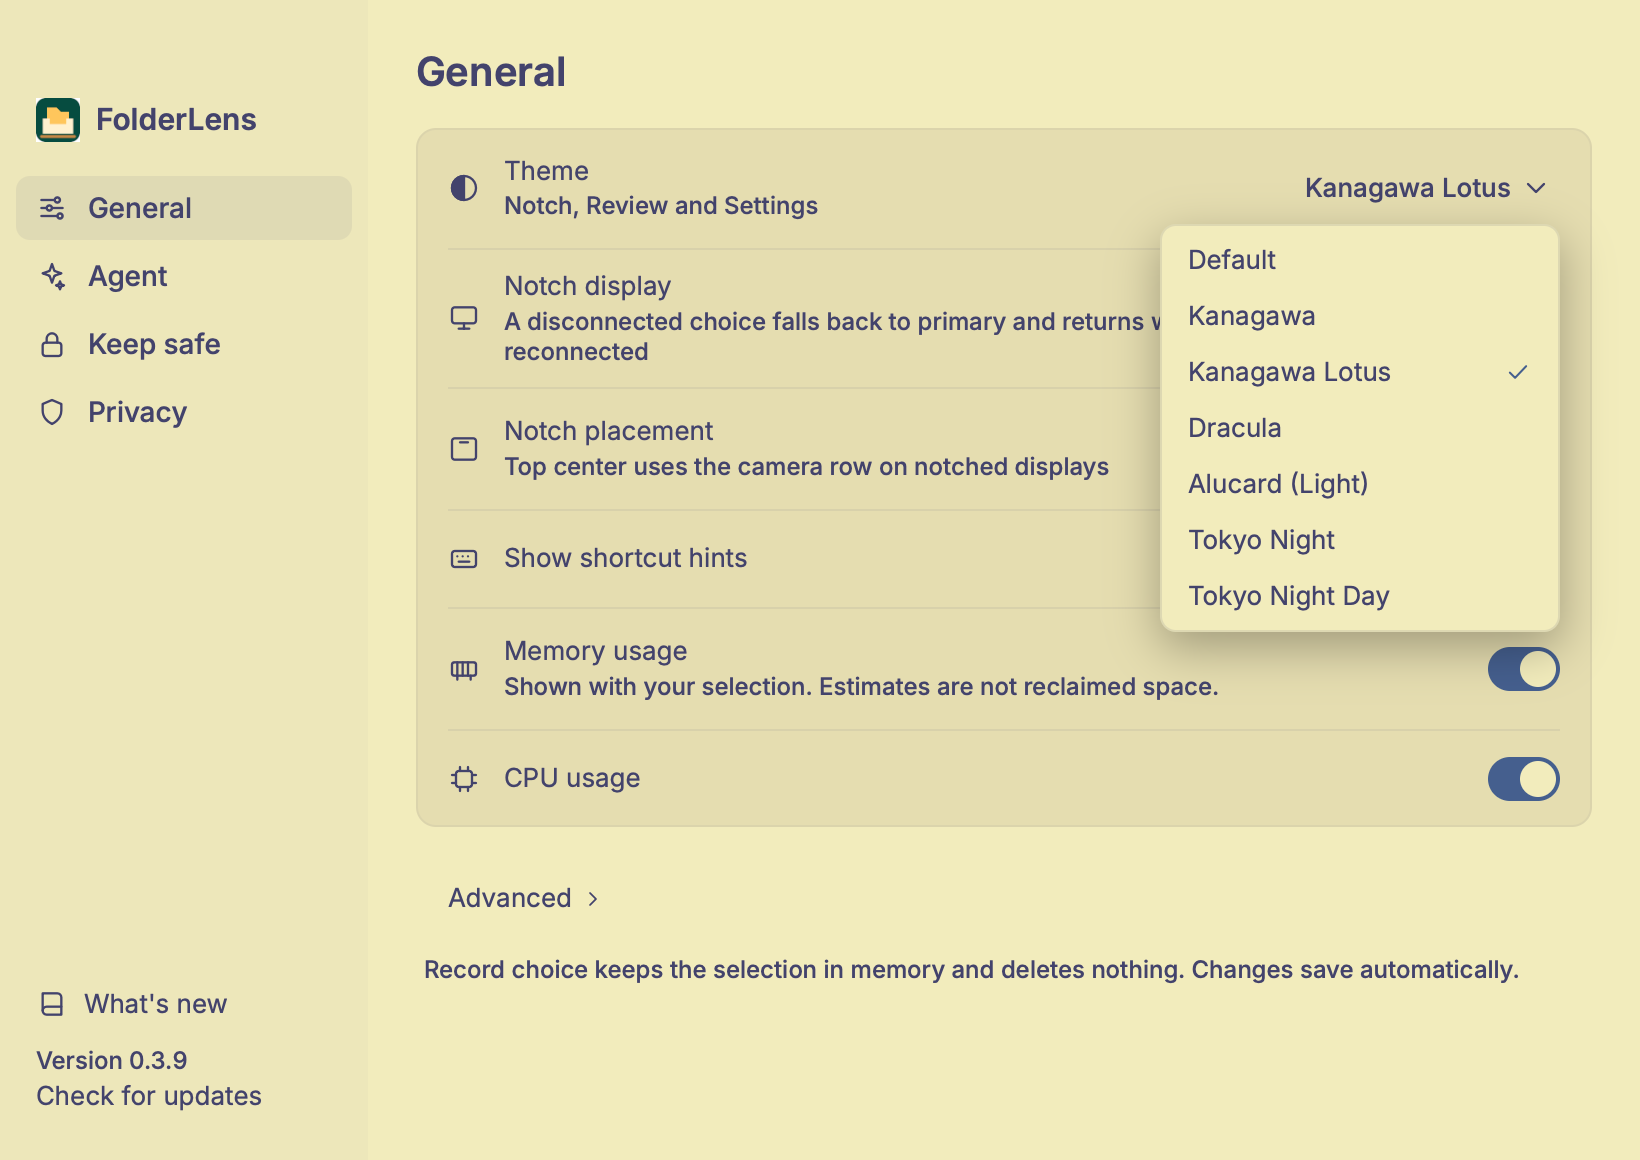 FolderLens
General
Agent
Keep safe
Privacy
What's new
Version 0.3.9
Check for updates
General
Theme
Notch, Review and Settings
Kanagawa Lotus
Default
Kanagawa
Kanagawa Lotus
Dracula
Alucard (Light)
Tokyo Night
Tokyo Night Day
Notch display
A disconnected choice falls back to primary and returns
reconnected
Notch placement
Top center uses the camera row on notched displays
Show shortcut hints
Memory usage
Shown with your selection. Estimates are not reclaimed space.
CPU usage
Advanced
Record choice keeps the selection in memory and deletes nothing. Changes save automatically.